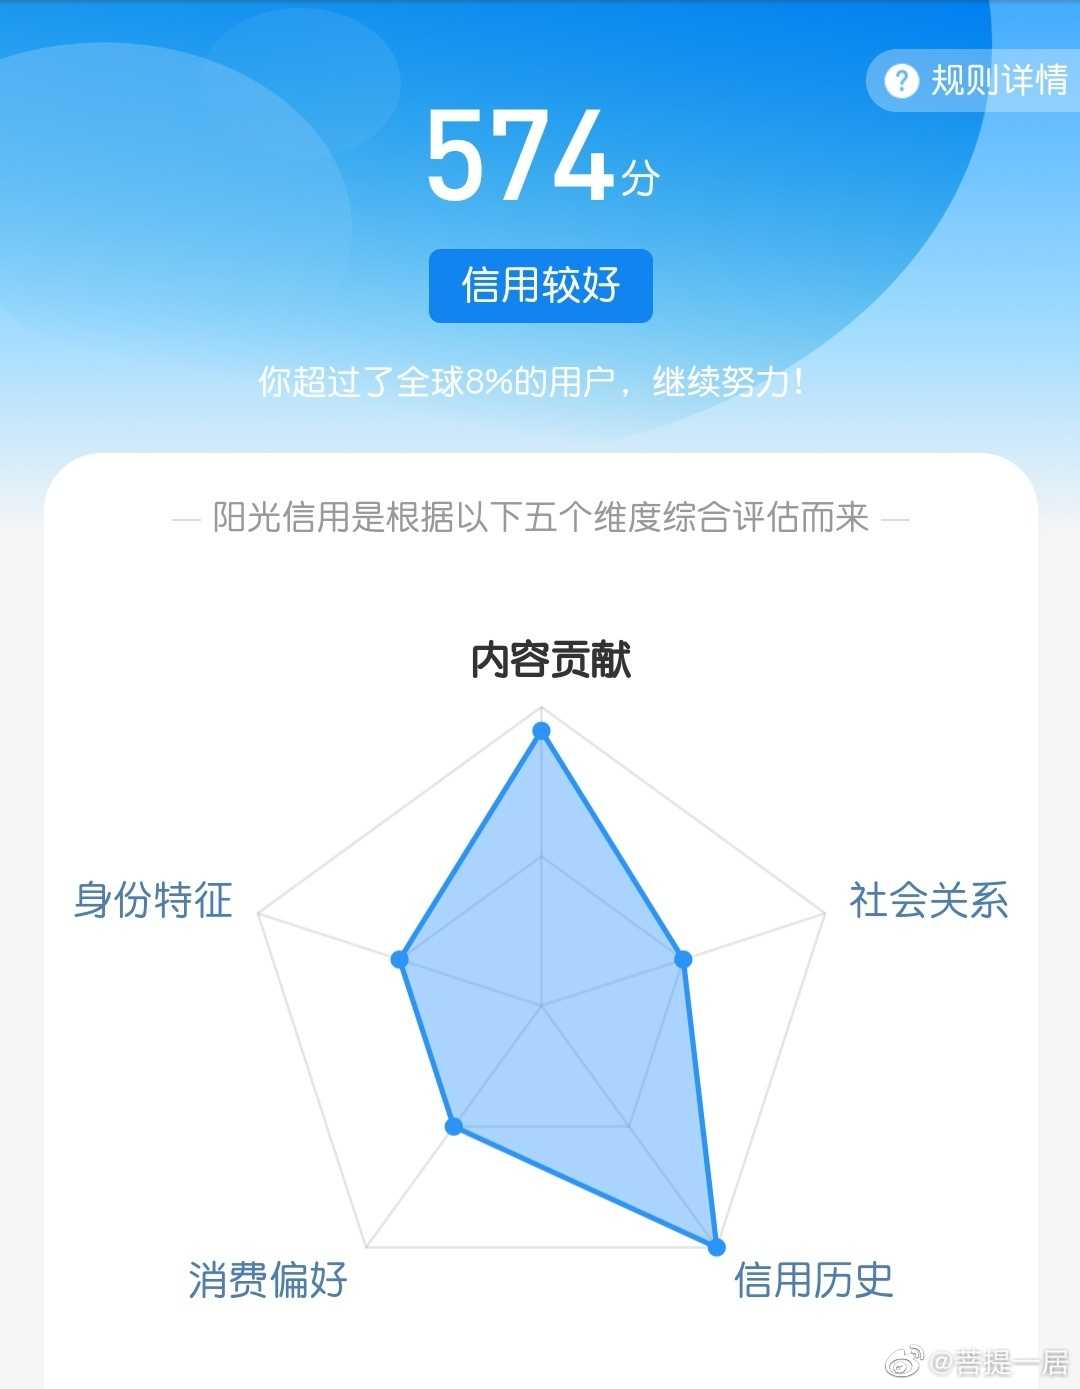 规则详情
574分
信用较好
你超过了全球8%的用户，继续努力！
阳光信用是根据以下五个维度综合评估而来
内容贡献
身份特征
社会关系
消费偏好
信用历史
@菩提一居